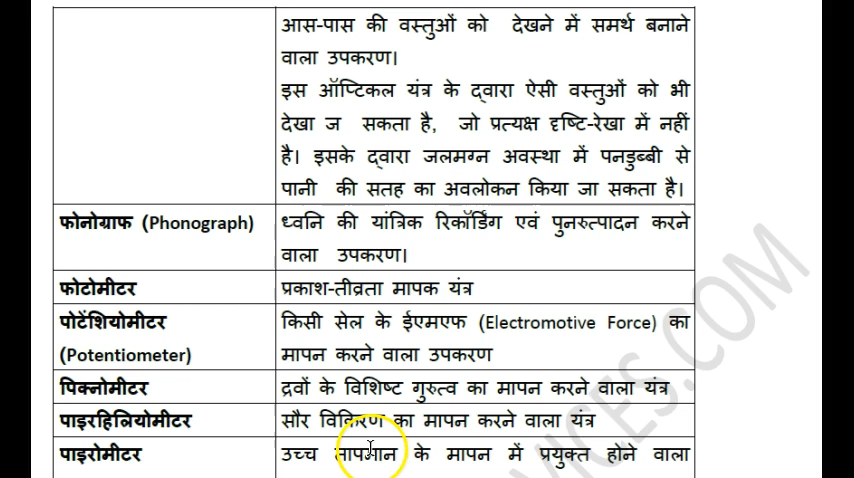 आस-पास की वस्तुओं को देखने में समर्थ बनाने
वाला उपकरण।
इस ऑप्टिकल यंत्र के द्वारा ऐसी वस्तुओं को भी
देखा ज सकता है, जो प्रत्यक्ष दृष्टि-रेखा में नहीं
है। इसके द्वारा जलमग्न अवस्था में पनडुब्बी से
पानी की सतह का अवलोकन किया जा सकता है।
फोनोग्राफ (Phonograph)
ध्वनि की यांत्रिक रिकॉर्डिंग एवं पुनरुत्पादन करने
वाला उपकरण।
फोटोमीटर
प्रकाश-तीव्रता मापक यंत्र
पोटेंशियोमीटर
(Potentiometer)
किसी सेल के ईएमएफ (Electromotive Force) का
मापन करने वाला उपकरण
पिक्नोमीटर
द्रवों के विशिष्ट गुरुत्व का मापन करने वाला यंत्र
पाइरहिलियोमीटर
सौर विकिरण का मापन करने वाला यंत्र
पाइरोमीटर
उच्च तापमान के मापन में प्रयुक्त होने वाला
VICES.COM